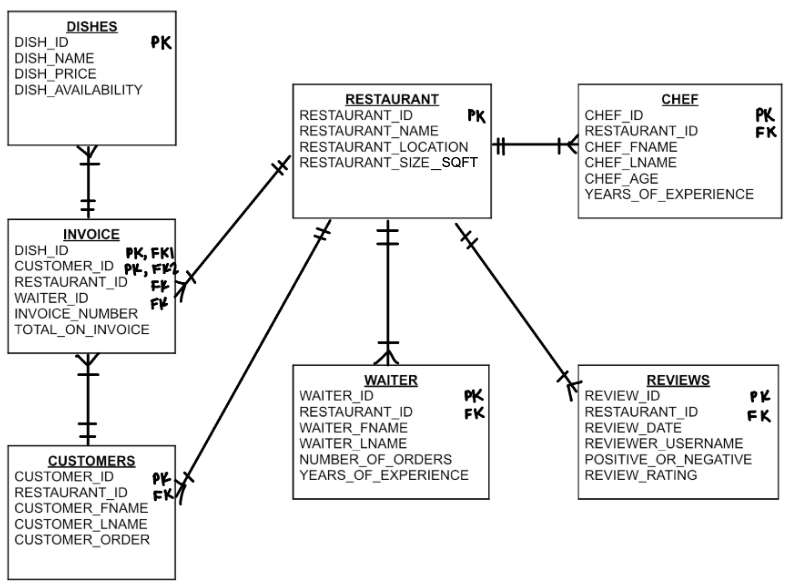 DISHES
DISH_ID PK
DISH_NAME
DISH_PRICE
DISH_AVAILABILITY
RESTAURANT
RESTAURANT_ID PK
RESTAURANT_NAME
RESTAURANT_LOCATION
RESTAURANT_SIZE_SQFT
CHEF
CHEF_ID PK
RESTAURANT_ID FK
CHEF_FNAME
CHEF_LNAME
CHEF_AGE
YEARS_OF_EXPERIENCE
INVOICE
DISH_ID PK, FK1
CUSTOMER_ID PK, FK2
RESTAURANT_ID FK
WAITER_ID FK
INVOICE_NUMBER
TOTAL_ON_INVOICE
WAITER
WAITER_ID PK
RESTAURANT_ID FK
WAITER_FNAME
WAITER_LNAME
NUMBER_OF_ORDERS
YEARS_OF_EXPERIENCE
REVIEWS
REVIEW_ID PK
RESTAURANT_ID FK
REVIEW_DATE
REVIEWER_USERNAME
POSITIVE_OR_NEGATIVE
REVIEW_RATING
CUSTOMERS
CUSTOMER_ID PK
RESTAURANT_ID FK
CUSTOMER_FNAME
CUSTOMER_LNAME
CUSTOMER_ORDER